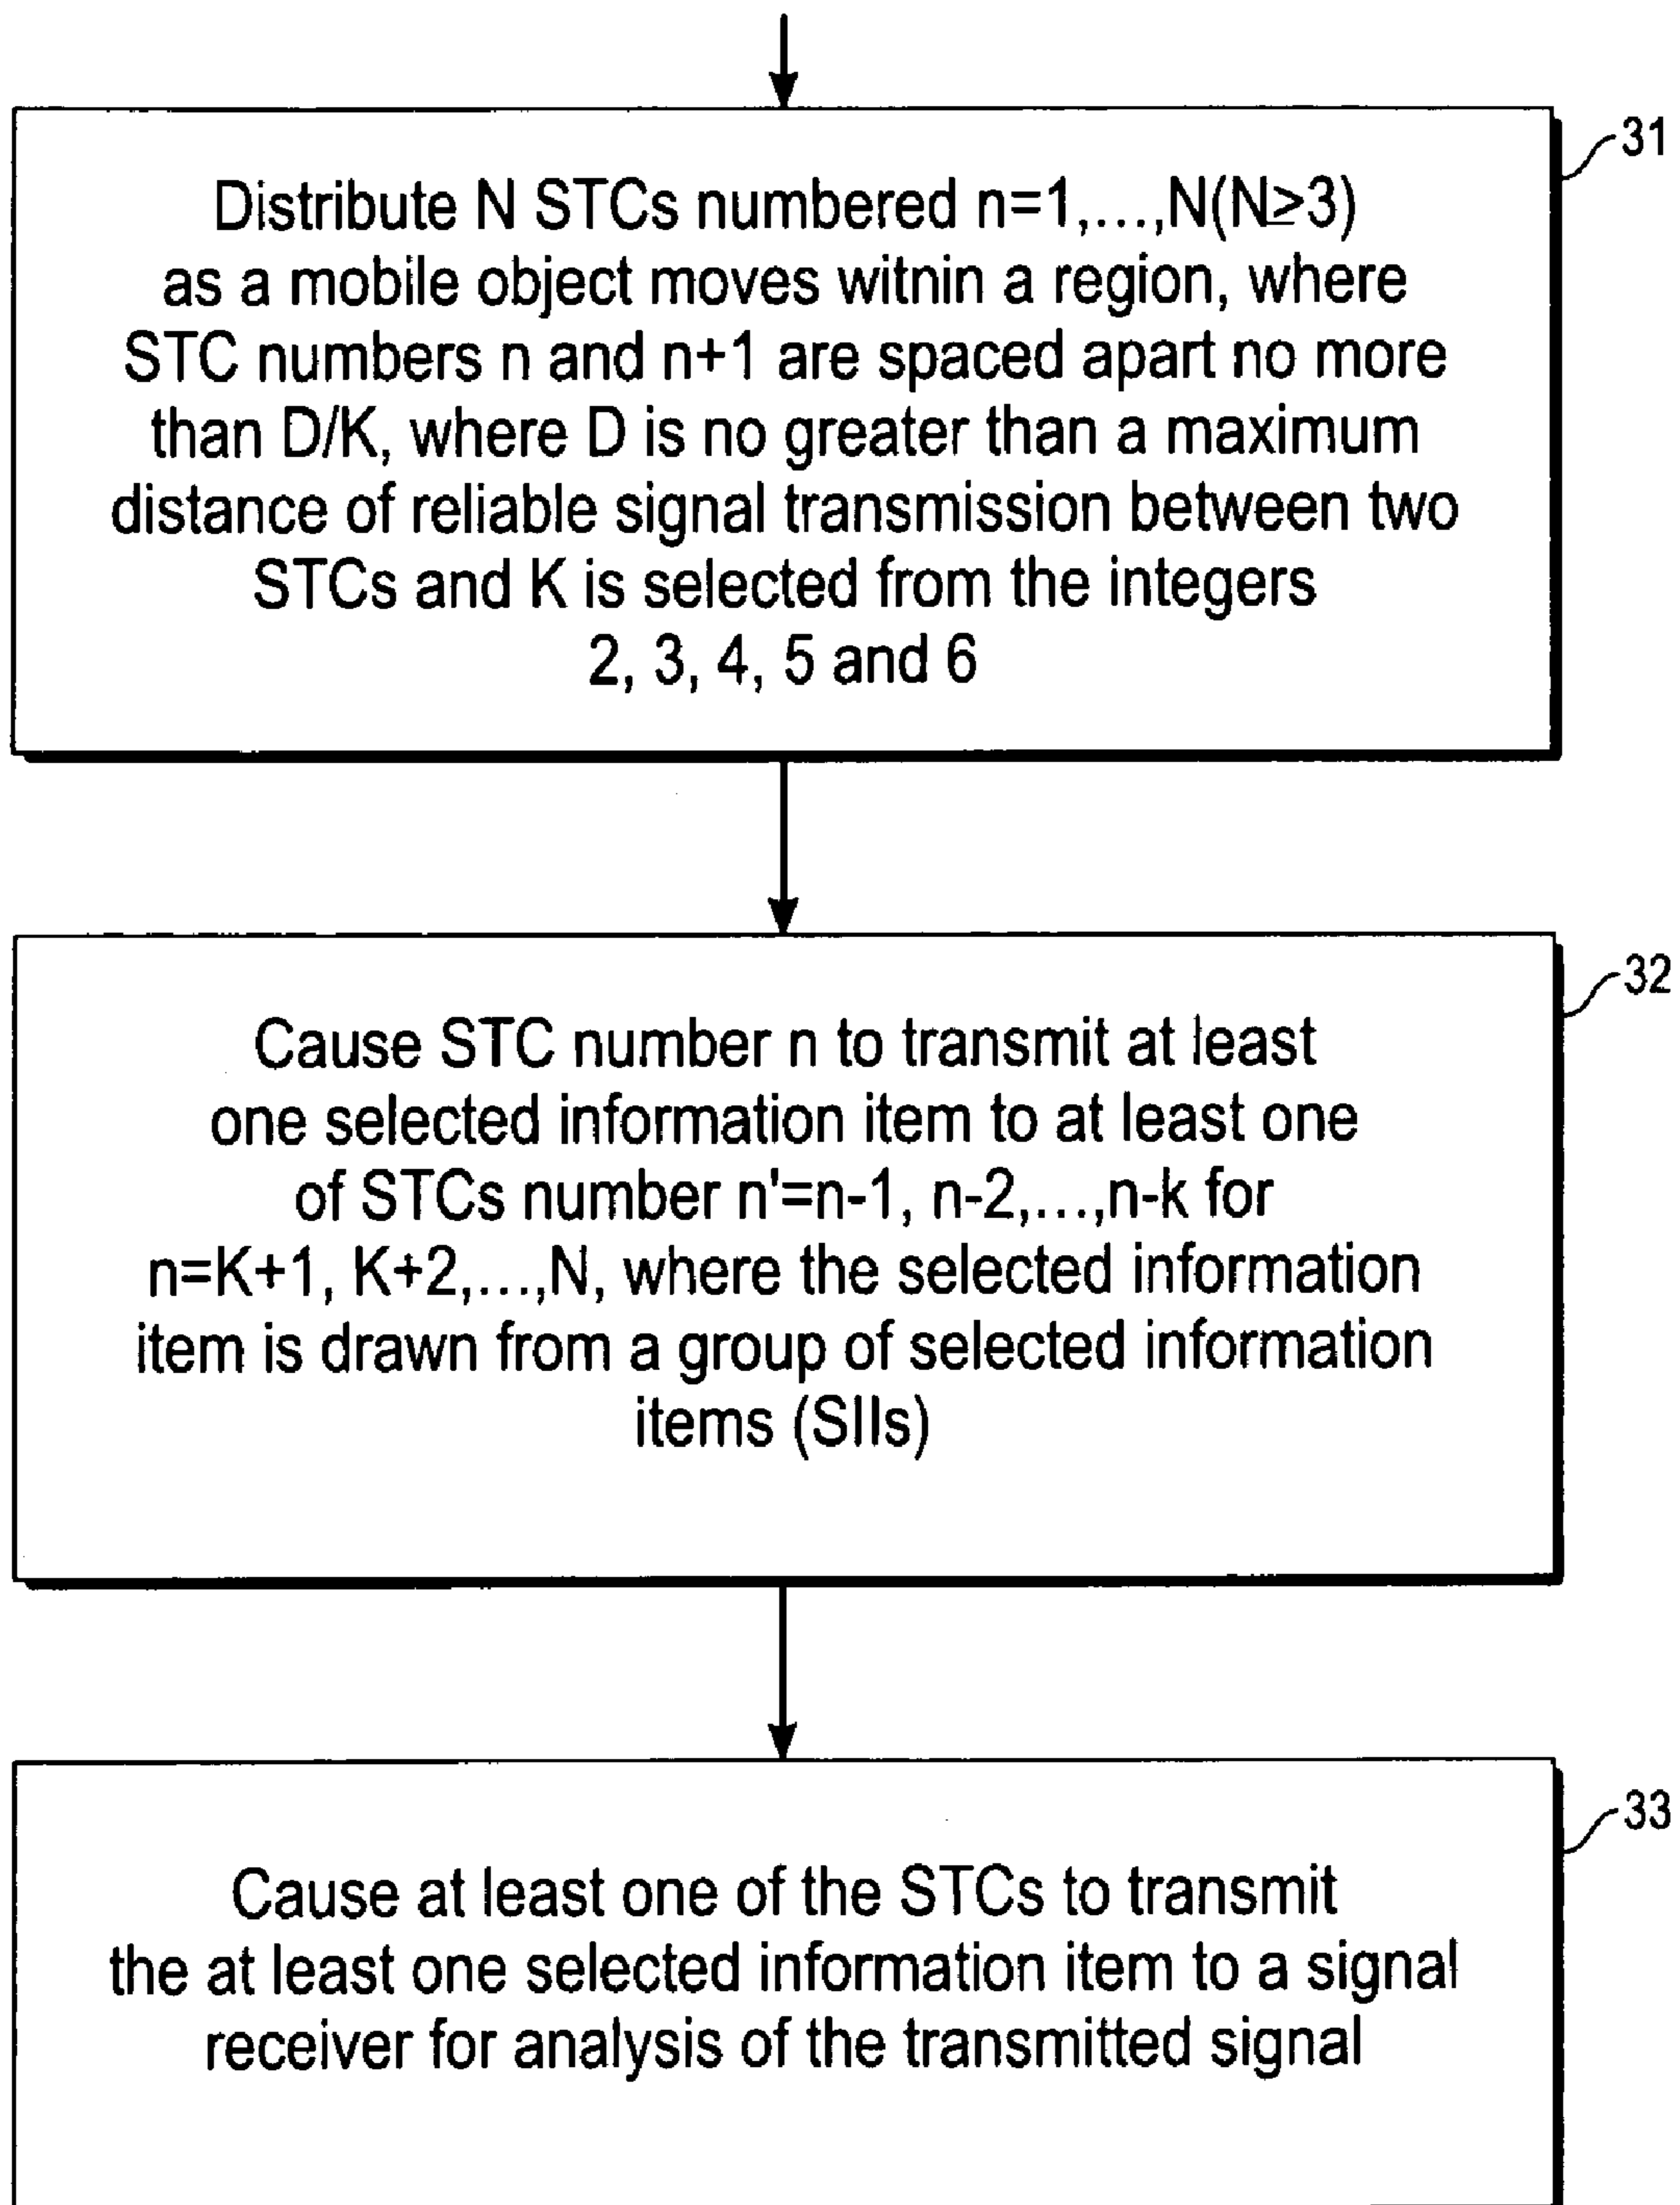 31
Distribute N STCs numbered n=1,...,N(N≥3)
as a mobile object moves witnin a region, where
STC numbers n and n+1 are spaced apart no more
than D/K, where D is no greater than a maximum
distance of reliable signal transmission between two
STCs and K is selected from the integers
2, 3, 4, 5 and 6
32
Cause STC number n to transmit at least
one selected information item to at least one
of STCs number n'=n-1, n-2,...,n-k for
n=K+1, K+2,...,N, where the selected information
item is drawn from a group of selected information
items (SIIs)
33
Cause at least one of the STCs to transmit
the at least one selected information item to a signal
receiver for analysis of the transmitted signal